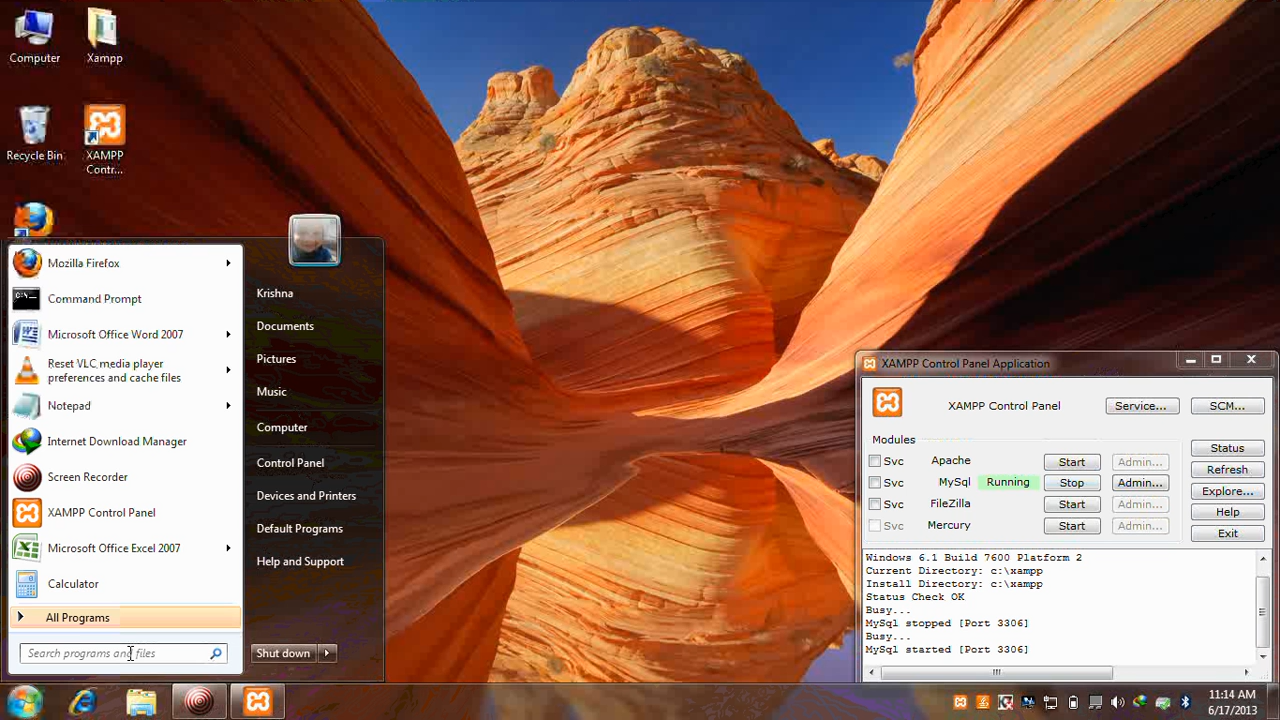 Computer
Xampp
Recycle Bin
XAMPP
Contr...
Mozilla Firefox
Command Prompt
Microsoft Office Word 2007
Reset VLC media player
preferences and cache files
Notepad
Internet Download Manager
Screen Recorder
XAMPP Control Panel
Microsoft Office Excel 2007
Calculator
All Programs
Search programs and files
Krishna
Documents
Pictures
Music
Computer
Control Panel
Devices and Printers
Default Programs
Help and Support
Shut down
XAMPP Control Panel Application
XAMPP Control Panel
Service...
SCM...
Modules
Svc Apache Start Admin...
Svc MySql Running Stop Admin...
Svc FileZilla Start Admin...
Svc Mercury Start Admin...
Status
Refresh
Explore...
Help
Exit
Windows 6.1 Build 7600 Platform 2
Current Directory: c:\xampp
Install Directory: c:\xampp
Status Check OK
Busy...
MySql stopped [Port 3306]
Busy...
MySql started [Port 3306]
11:14 AM
6/17/2013